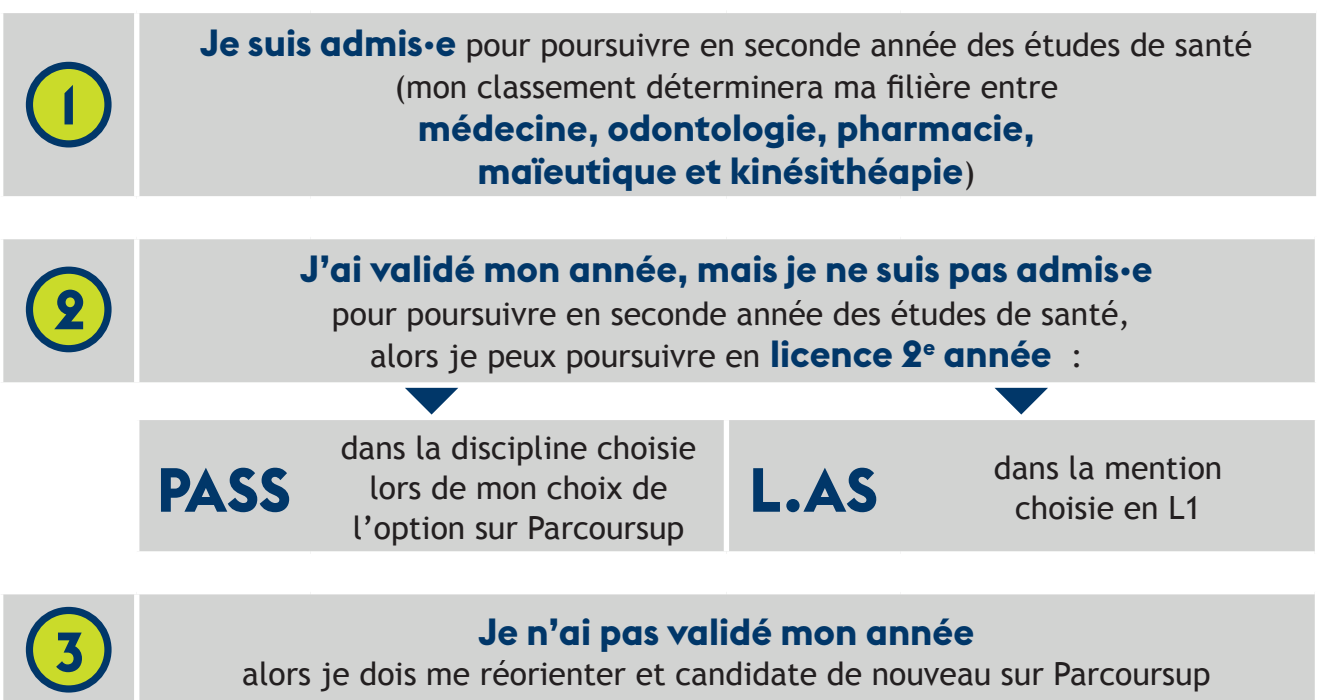 1
Je suis admis•e pour poursuivre en seconde année des études de santé
(mon classement déterminera ma filière entre
médecine, odontologie, pharmacie,
maïeutique et kinésithéapie)
2
J'ai validé mon année, mais je ne suis pas admis•e
pour poursuivre en seconde année des études de santé,
alors je peux poursuivre en licence 2e année :
PASS
dans la discipline choisie
lors de mon choix de
l'option sur Parcoursup
L.AS
dans la mention
choisie en L1
3
Je n'ai pas validé mon année
alors je dois me réorienter et candidate de nouveau sur Parcoursup